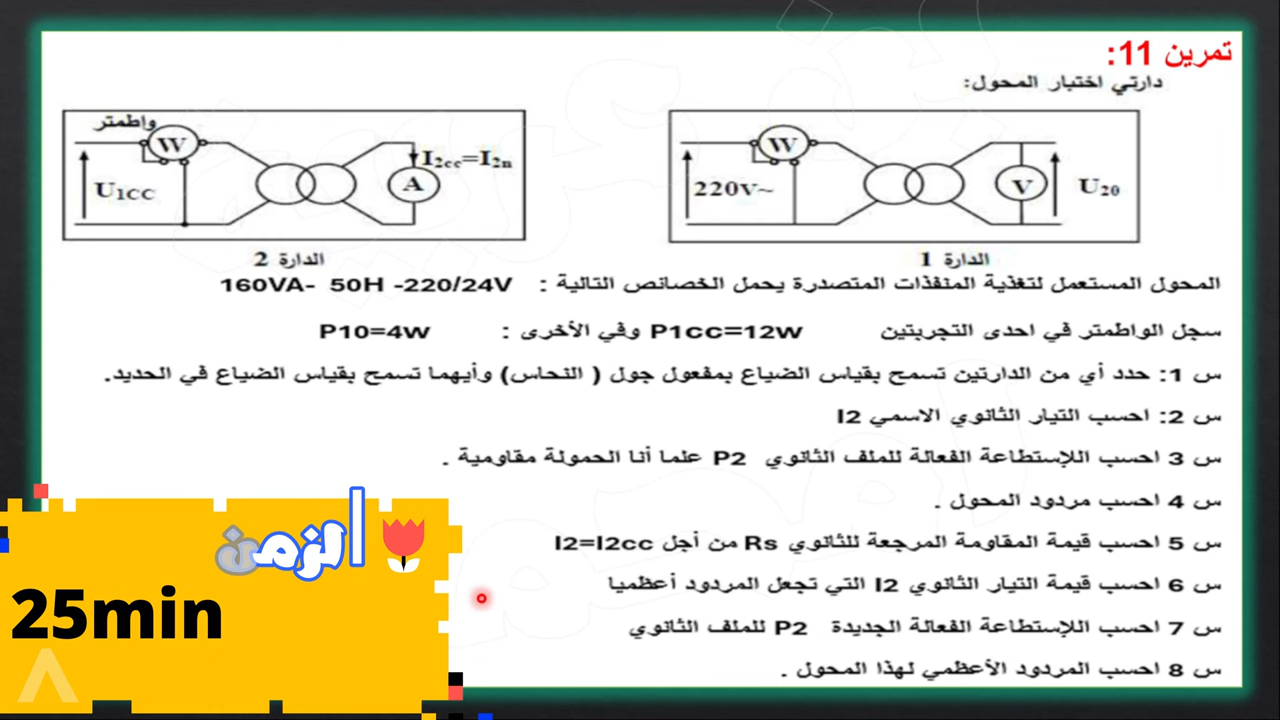 تمرين 11:
دارتي اختبار المحول:
واطمتر
W
I2cc=I2n
A
U1CC
الدارة 2
W
220v~
V
U20
الدارة 1
المحول المستعمل لتغذية المنفذات المتصدرة يحمل الخصائص التالية : 160VA- 50H -220/24V
سجل الواطمتر في احدى التجربتين P1cc=12w وفي الأخرى : P10=4w
س 1: حدد أي من الدارتين تسمح بقياس الضياع بمفعول جول ( النحاس) وأيهما تسمح بقياس الضياع في الحديد.
س 2: احسب التيار الثانوي الاسمي I2
س 3 احسب اللإستطاعة الفعالة للملف الثانوي P2 علما أنا الحمولة مقاومية .
س 4 احسب مردود المحول .
س 5 احسب قيمة المقاومة المرجعة للثانوي Rs من أجل I2=I2cc
س 6 احسب قيمة التيار الثانوي I2 التي تجعل المردود أعظميا
س 7 احسب اللإستطاعة الفعالة الجديدة P2 للملف الثانوي
س 8 احسب المردود الأعظمي لهذا المحول .
الزمن
25min